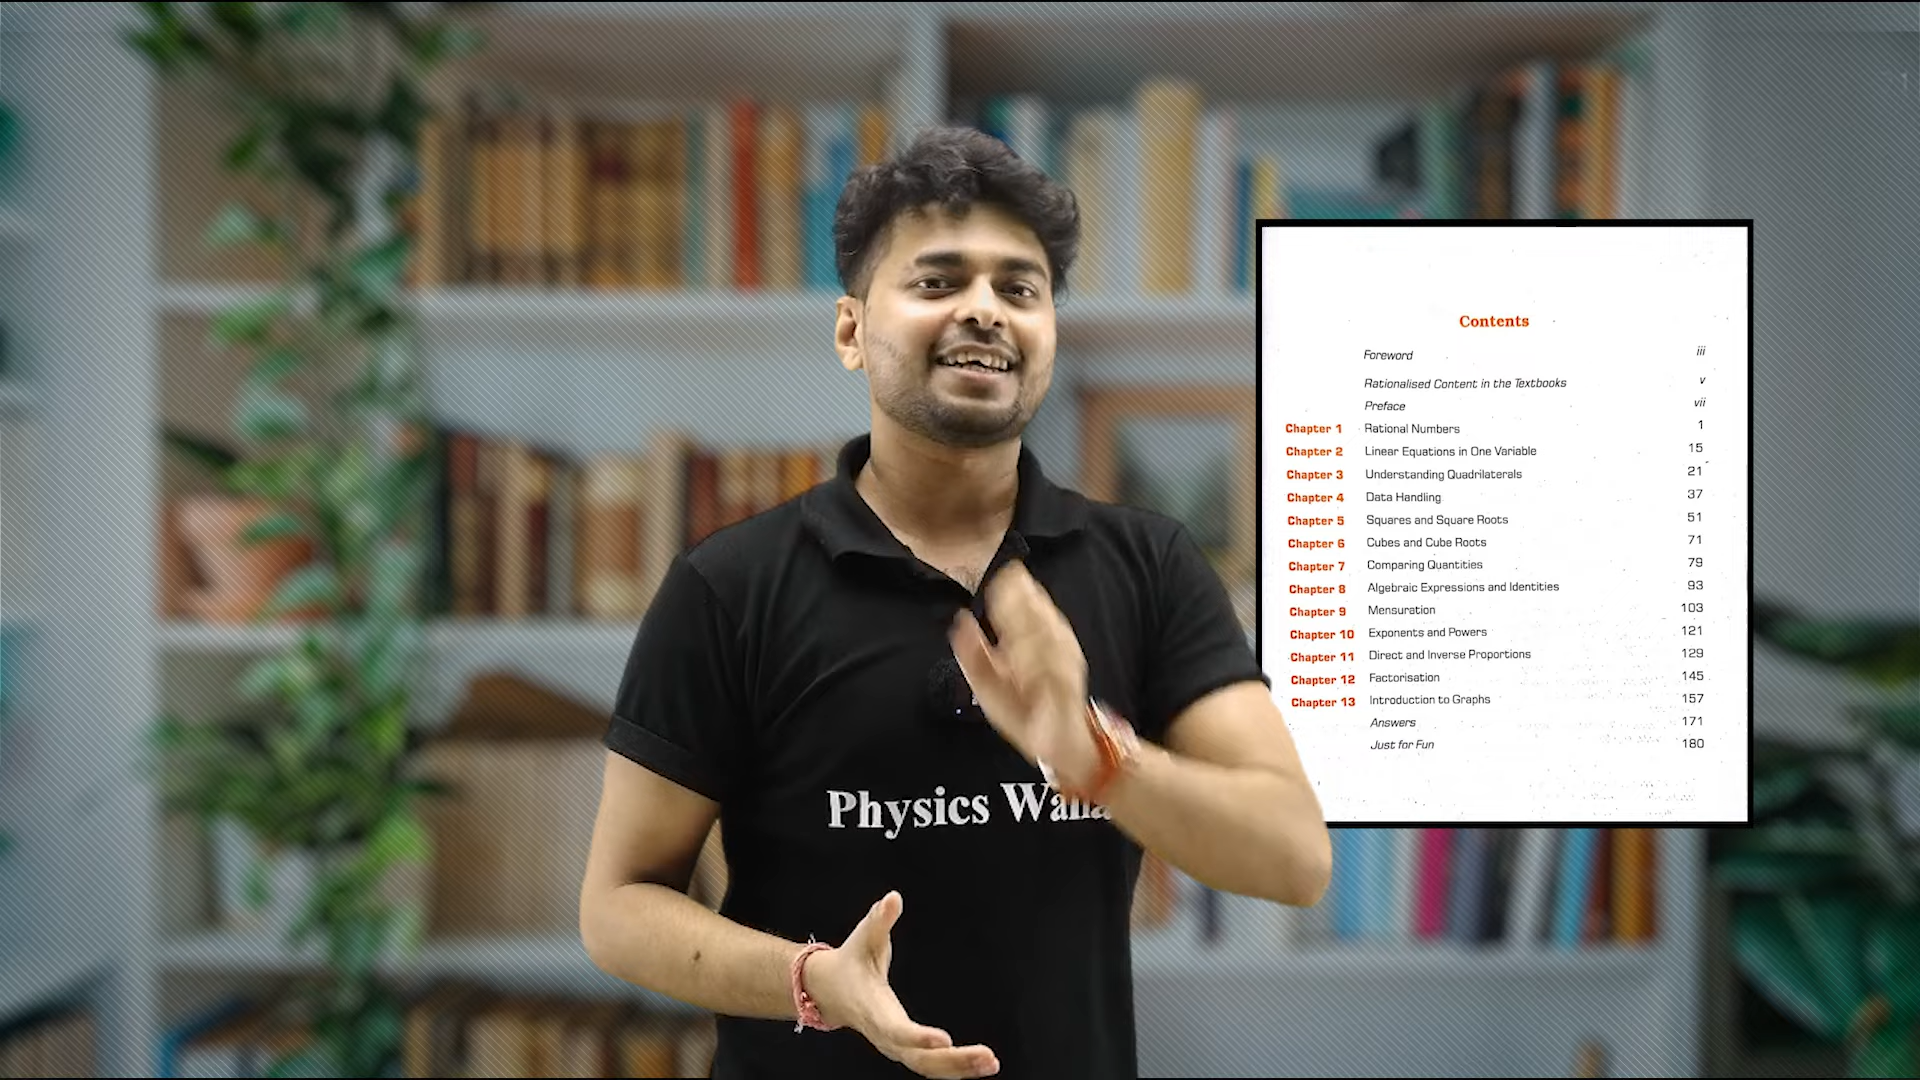 Contents
Foreword iii
Rationalised Content in the Textbooks v
Preface vii
Chapter 1 Rational Numbers 1
Chapter 2 Linear Equations in One Variable 15
Chapter 3 Understanding Quadrilaterals 21
Chapter 4 Data Handling 37
Chapter 5 Squares and Square Roots 51
Chapter 6 Cubes and Cube Roots 71
Chapter 7 Comparing Quantities 79
Chapter 8 Algebraic Expressions and Identities 93
Chapter 9 Mensuration 103
Chapter 10 Exponents and Powers 121
Chapter 11 Direct and Inverse Proportions 129
Chapter 12 Factorisation 145
Chapter 13 Introduction to Graphs 157
Answers 171
Just for Fun 180
Physics Walla